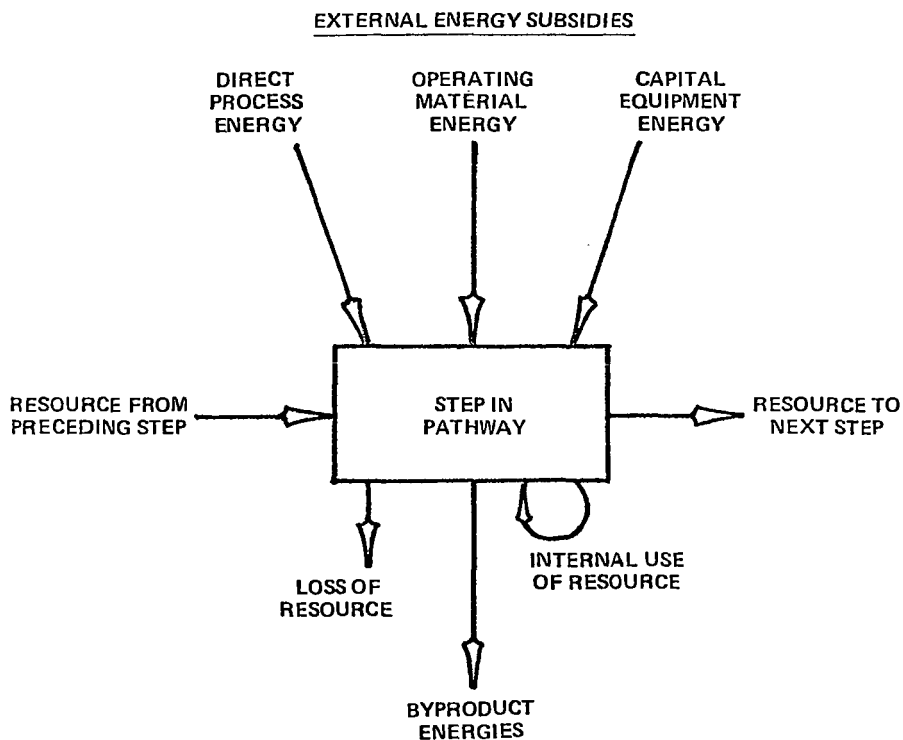 EXTERNAL ENERGY SUBSIDIES
DIRECT
PROCESS
ENERGY
OPERATING
MATERIAL
ENERGY
CAPITAL
EQUIPMENT
ENERGY
RESOURCE FROM
PRECEDING STEP
STEP IN
PATHWAY
RESOURCE TO
NEXT STEP
LOSS OF
RESOURCE
INTERNAL USE
OF RESOURCE
BYPRODUCT
ENERGIES